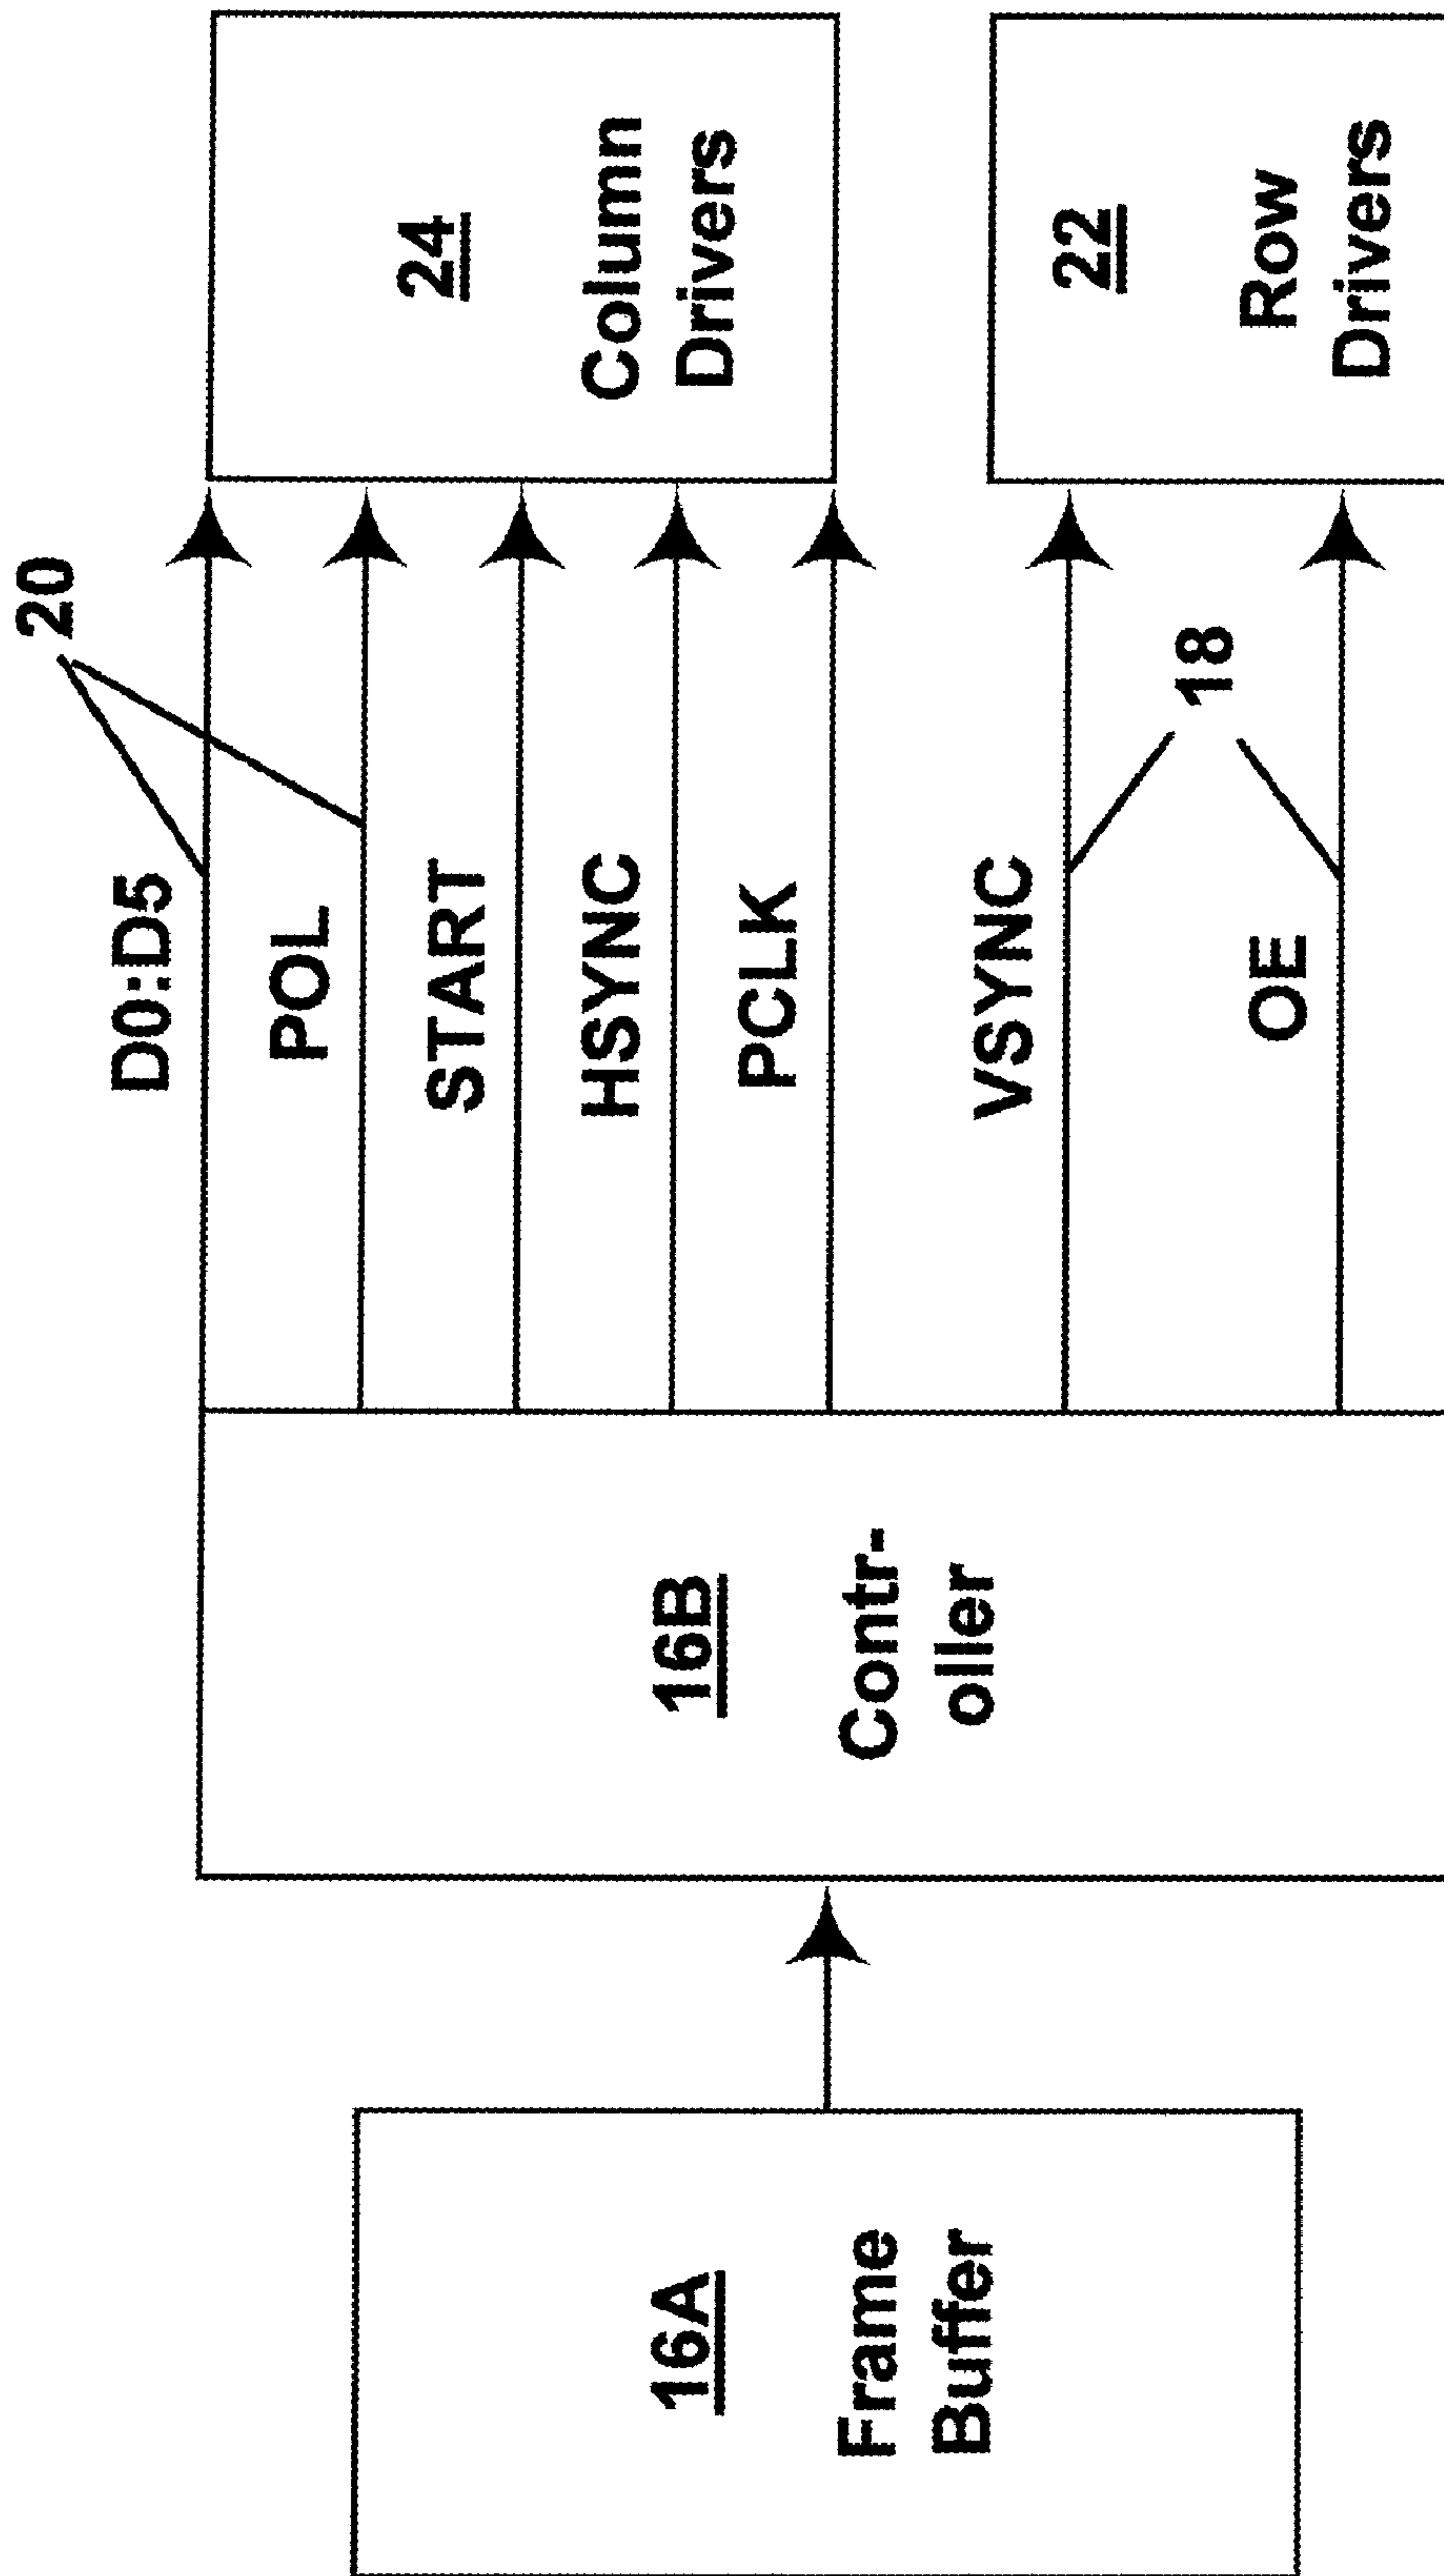 16A
Frame
Buffer
16B
Contr-
oller
20
D0:D5
POL
START
HSYNC
PCLK
VSYNC
18
OE
24
Column
Drivers
22
Row
Drivers